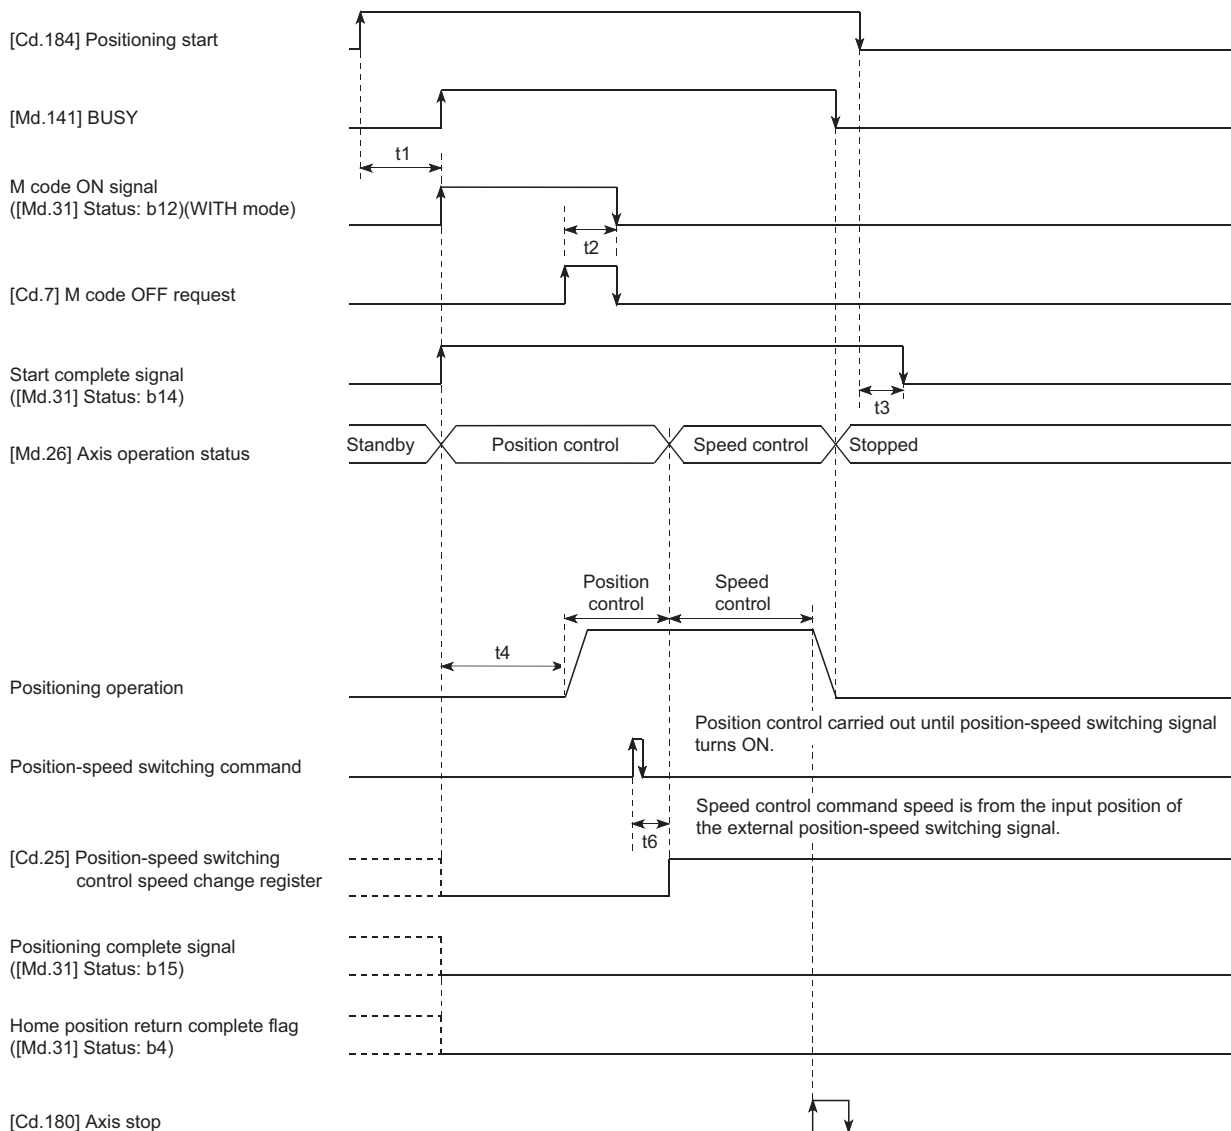 [Cd.184] Positioning start
[Md.141] BUSY
t1
M code ON signal
([Md.31] Status: b12)(WITH mode)
t2
[Cd.7] M code OFF request
Start complete signal
([Md.31] Status: b14)
t3
[Md.26] Axis operation status
Standby
Position control
Speed control
Stopped
Position
control
Speed
control
t4
Positioning operation
Position control carried out until position-speed switching signal
turns ON.
Position-speed switching command
Speed control command speed is from the input position of
the external position-speed switching signal.
t6
[Cd.25] Position-speed switching
control speed change register
Positioning complete signal
([Md.31] Status: b15)
Home position return complete flag
([Md.31] Status: b4)
[Cd.180] Axis stop